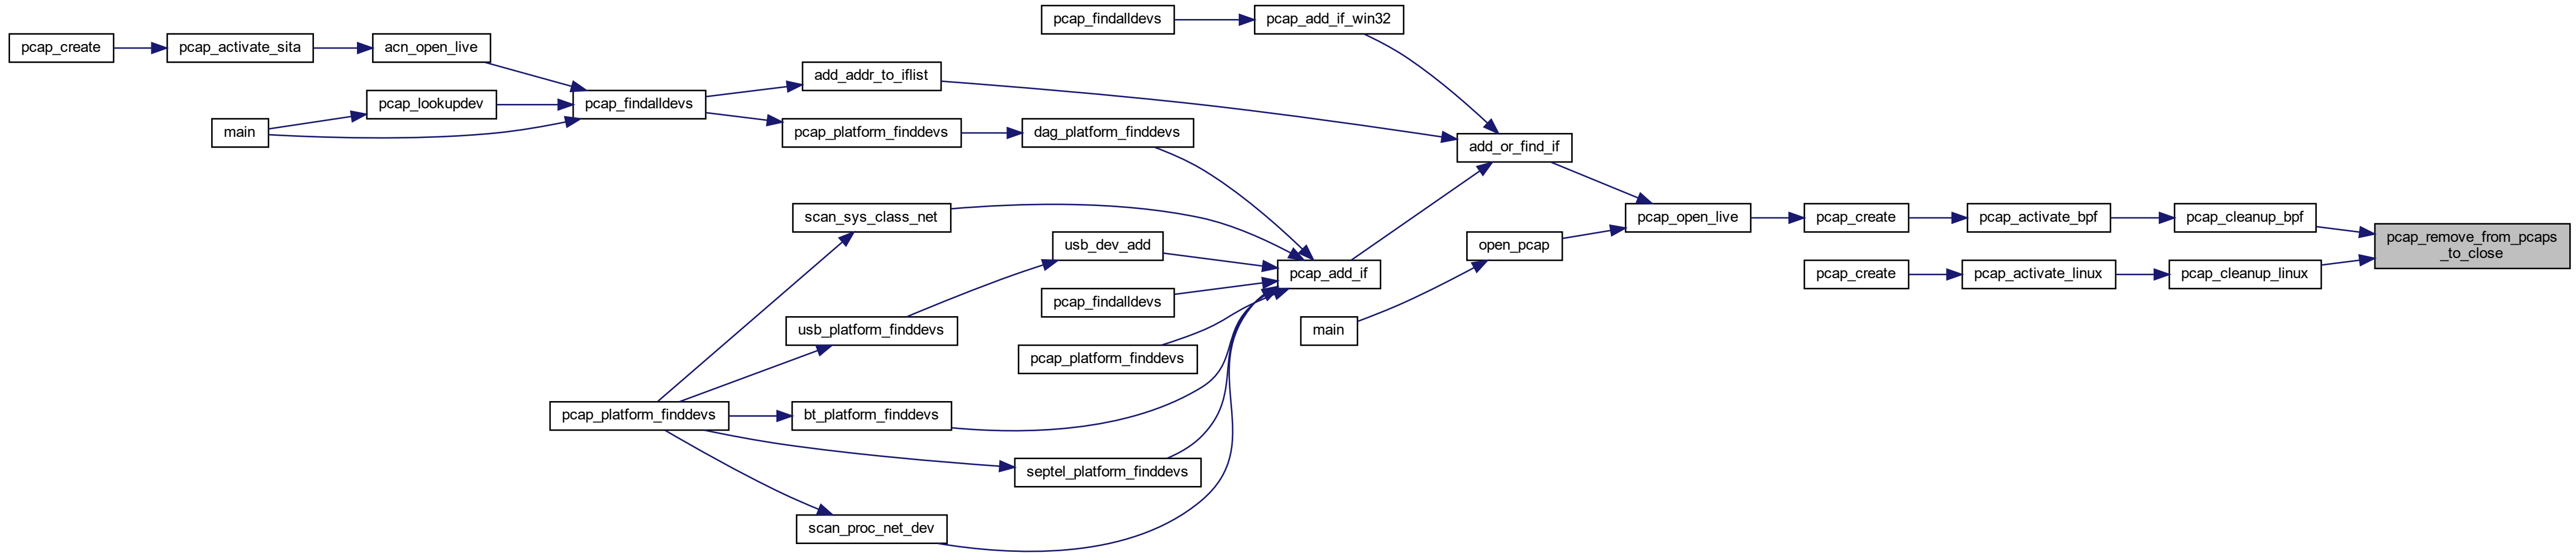 pcap_findalldevs
pcap_add_if_win32
pcap_create
pcap_activate_sita
acn_open_live
add_addr_to_iflist
pcap_lookupdev
pcap_findalldevs
main
pcap_platform_finddevs
dag_platform_finddevs
add_or_find_if
scan_sys_class_net
pcap_open_live
pcap_create
pcap_activate_bpf
pcap_cleanup_bpf
pcap_remove_from_pcaps
_to_close
usb_dev_add
open_pcap
pcap_add_if
pcap_create
pcap_activate_linux
pcap_cleanup_linux
pcap_findalldevs
usb_platform_finddevs
main
pcap_platform_finddevs
pcap_platform_finddevs
bt_platform_finddevs
septel_platform_finddevs
scan_proc_net_dev